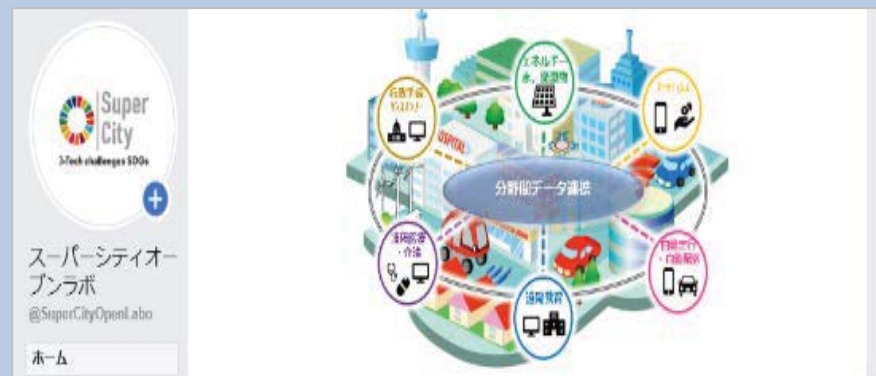 Super
City
J-Tech challenges SDGs
スーパーシティオー
プンラボ
@SuperCityOpenLabo
ホーム
エネルギー
水、廃棄物
HOSPITAL
分野間データ連携
遠隔医療
・介護
遠隔教育
自動走行
・自動配送